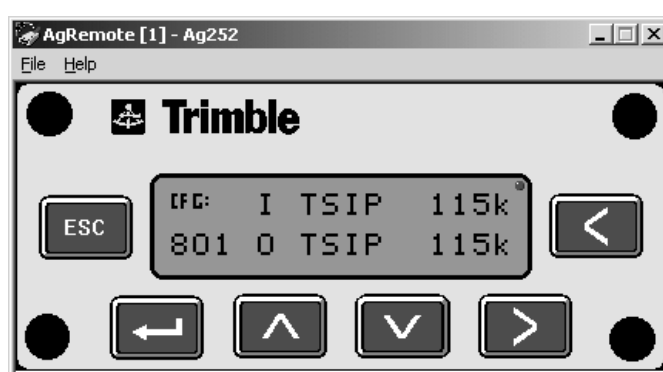 AgRemote [1] - Ag252
File Help
Trimble
ESC
CFG: I TSIP 115k
801 O TSIP 115k